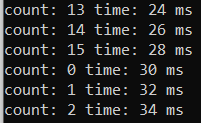 count: 13 time: 24 ms
count: 14 time: 26 ms
count: 15 time: 28 ms
count: 0 time: 30 ms
count: 1 time: 32 ms
count: 2 time: 34 ms